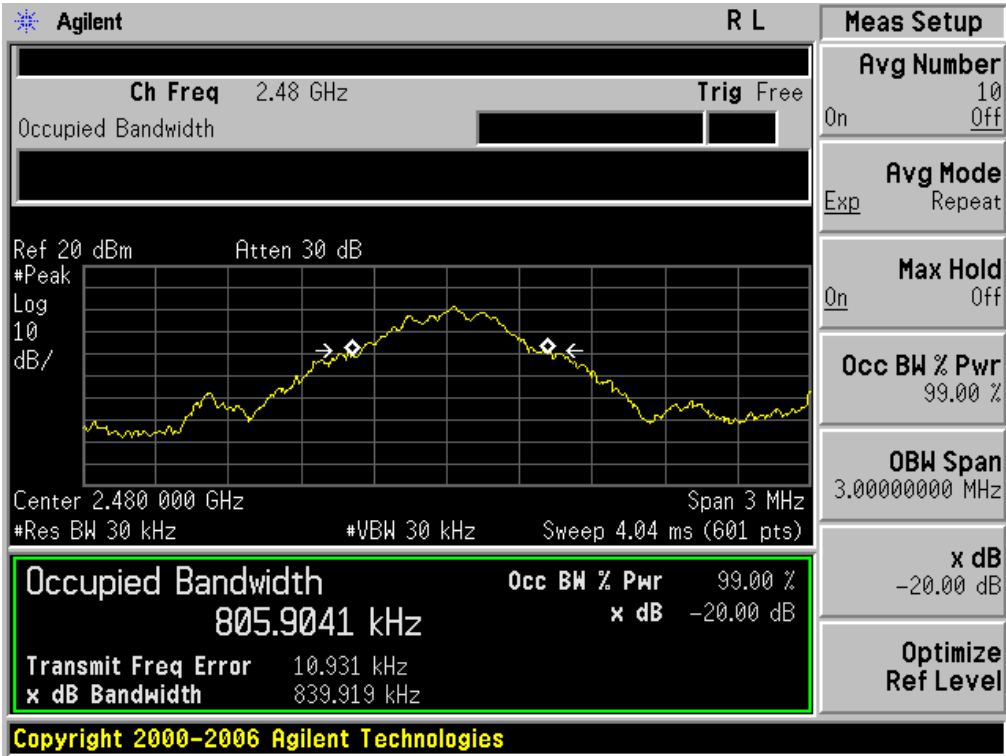 Agilent R L
Ch Freq 2.48 GHz Trig Free
Occupied Bandwidth
Ref 20 dBm Atten 30 dB
#Peak
Log
10
dB/
Center 2.480 000 GHz Span 3 MHz
#Res BW 30 kHz #VBW 30 kHz Sweep 4.04 ms (601 pts)
Occupied Bandwidth
805.9041 kHz
Occ BW % Pwr 99.00 %
x dB -20.00 dB
Transmit Freq Error 10.931 kHz
x dB Bandwidth 839.919 kHz
Copyright 2000-2006 Agilent Technologies
Meas Setup
Avg Number
10
On Off
Avg Mode
Exp Repeat
Max Hold
On Off
Occ BW % Pwr
99.00 %
OBW Span
3.00000000 MHz
x dB
-20.00 dB
Optimize
Ref Level